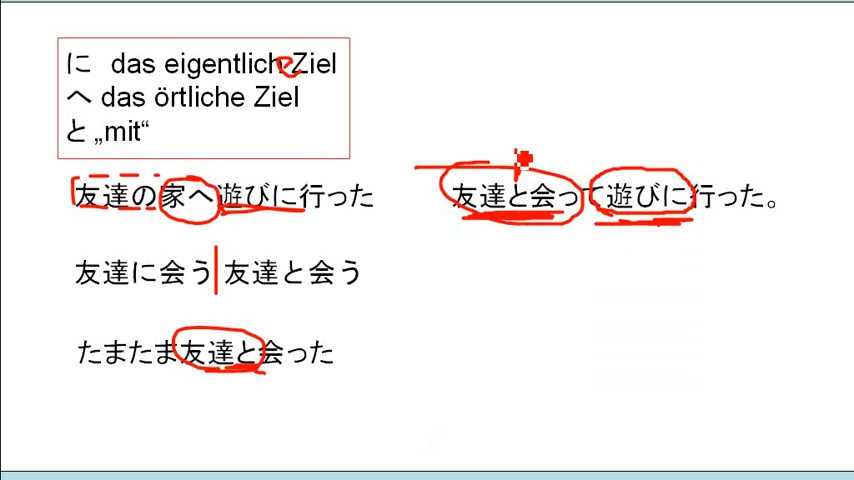 に das eigentliche Ziel
へ das örtliche Ziel
と „mit“
友達の家へ遊びに行った
友達と会って遊びに行った。
友達に会う 友達と会う
たまたま友達と会った